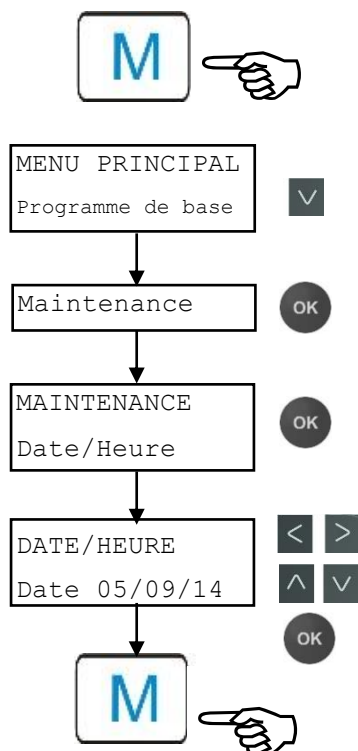 M
MENU PRINCIPAL
Programme de base
Maintenance
OK
MAINTENANCE
OK
Date/Heure
DATE/HEURE
Date 05/09/14
OK
M